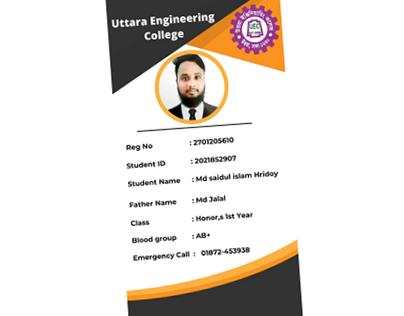 Uttara Engineering
College
UEC
Reg No : 2701205610
Student ID : 2021852907
Student Name : Md saidul islam Hridoy
Father Name : Md Jalal
Class : Honor,s 1st Year
Blood group : AB+
Emergency Call : 01872-453938